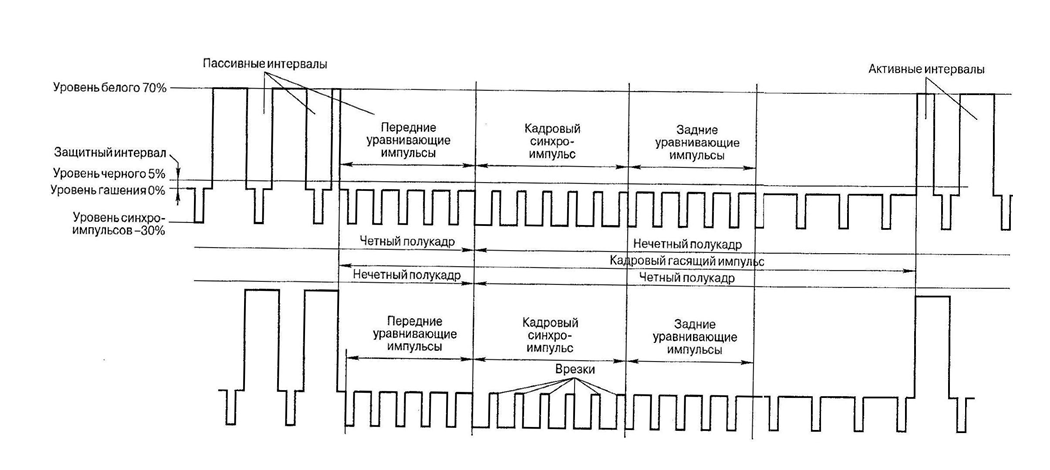 Пассивные интервалы
Активные интервалы
Уровень белого 70%
Передние
уравнивающие
импульсы
Кадровый
синхро-
импульс
Задние
уравнивающие
импульсы
Защитный интервал
Уровень черного 5%
Уровень гашения 0%
Уровень синхро-
импульсов –30%
Четный полукадр
Нечетный полукадр
Кадровый гасящий импульс
Нечетный полукадр
Четный полукадр
Передние
уравнивающие
импульсы
Кадровый
синхро-
импульс
Задние
уравнивающие
импульсы
Врезки